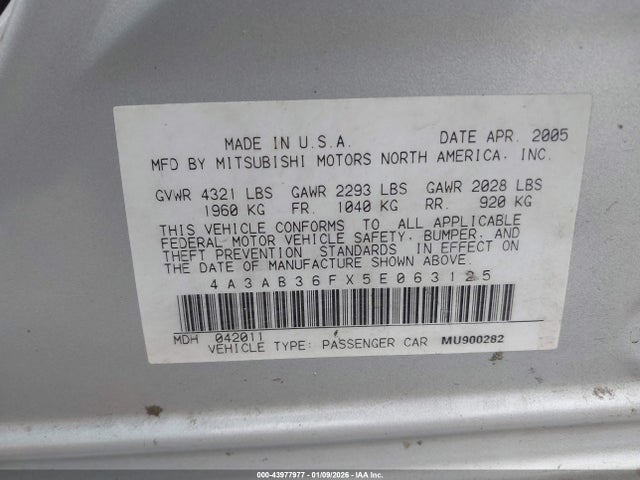 MADE IN U.S.A. DATE APR. 2005
MFD BY MITSUBISHI MOTORS NORTH AMERICA. INC.
GVWR 4321 LBS GAWR 2293 LBS GAWR 2028 LBS
1960 KG FR. 1040 KG RR. 920 KG
THIS VEHICLE CONFORMS TO ALL APPLICABLE
FEDERAL MOTOR VEHICLE SAFETY, BUMPER, AND
THEFT PREVENTION STANDARDS IN EFFECT ON
THE DATE OF MANUFACTURE SHOWN ABOVE.
4A3AB36FX5E063125
MDH 042011
VEHICLE TYPE: PASSENGER CAR MU900282
000-43977977 - 01/09/2026 - IAA Inc.